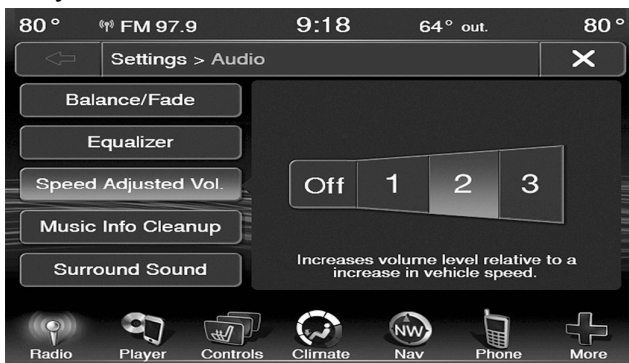 80° FM 97.9 9:18 64° out. 80°
Settings > Audio
Balance/Fade
Equalizer
Speed Adjusted Vol.
Music Info Cleanup
Surround Sound
Off 1 2 3
Increases volume level relative to a
increase in vehicle speed.
NW
Radio Player Controls Climate Nav Phone More